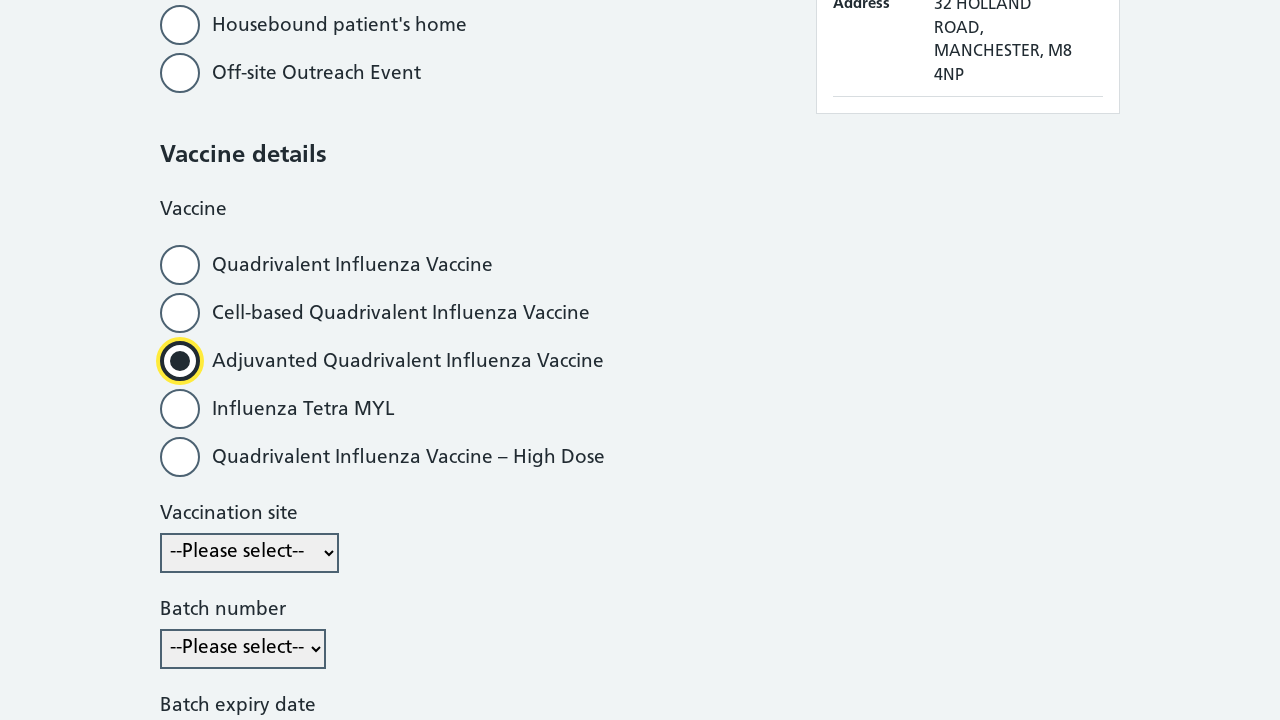 Housebound patient's home
Off-site Outreach Event
Address
32 HOLLAND
ROAD,
MANCHESTER, M8
4NP
Vaccine details
Vaccine
Quadrivalent Influenza Vaccine
Cell-based Quadrivalent Influenza Vaccine
Adjuvanted Quadrivalent Influenza Vaccine
Influenza Tetra MYL
Quadrivalent Influenza Vaccine – High Dose
Vaccination site
--Please select--
Batch number
--Please select--
Batch expiry date